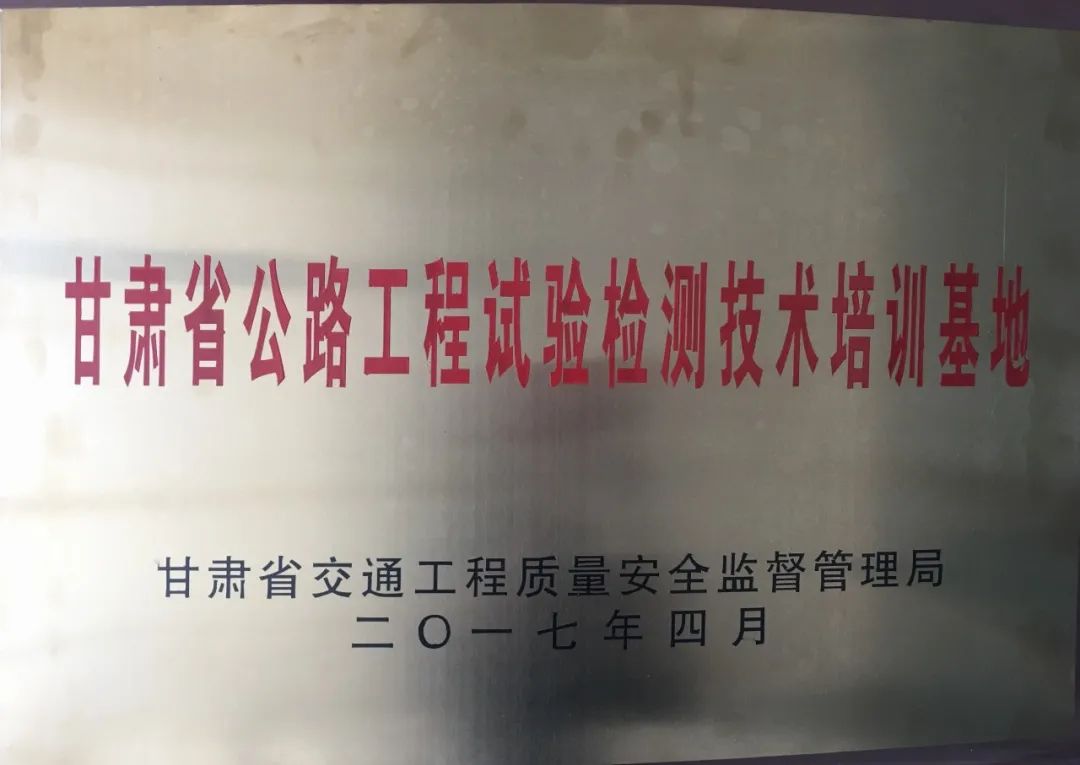 甘肃省公路工程试验检测技术培训基地
甘肃省交通工程质量安全监督管理局
二〇一七年四月